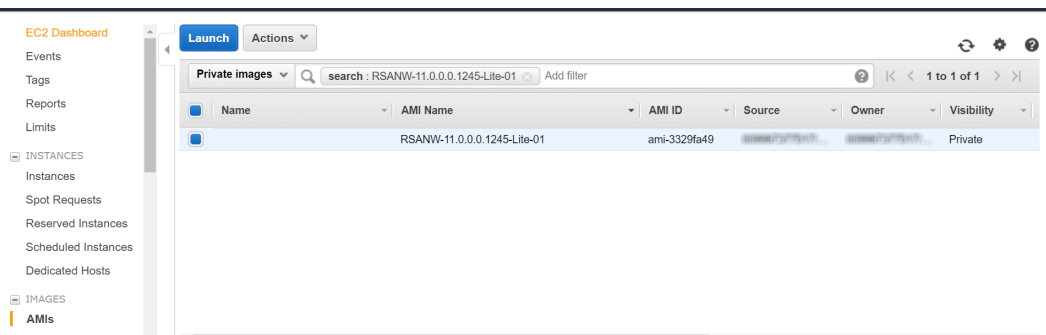 EC2 Dashboard
Events
Tags
Reports
Limits
INSTANCES
Instances
Spot Requests
Reserved Instances
Scheduled Instances
Dedicated Hosts
IMAGES
AMIs
Launch Actions
Private images search : RSANW-11.0.0.0.1245-Lite-01 Add filter 1 to 1 of 1
Name AMI Name AMI ID Source Owner Visibility
RSANW-11.0.0.0.1245-Lite-01 ami-3329fa49 Private